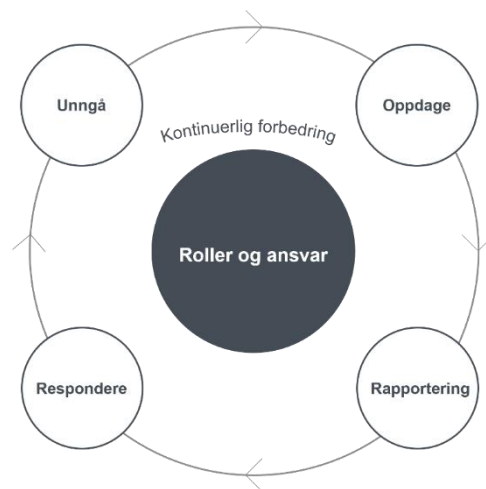 Unngå
Oppdage
Kontinuerlig forbedring
Roller og ansvar
Respondere
Rapportering